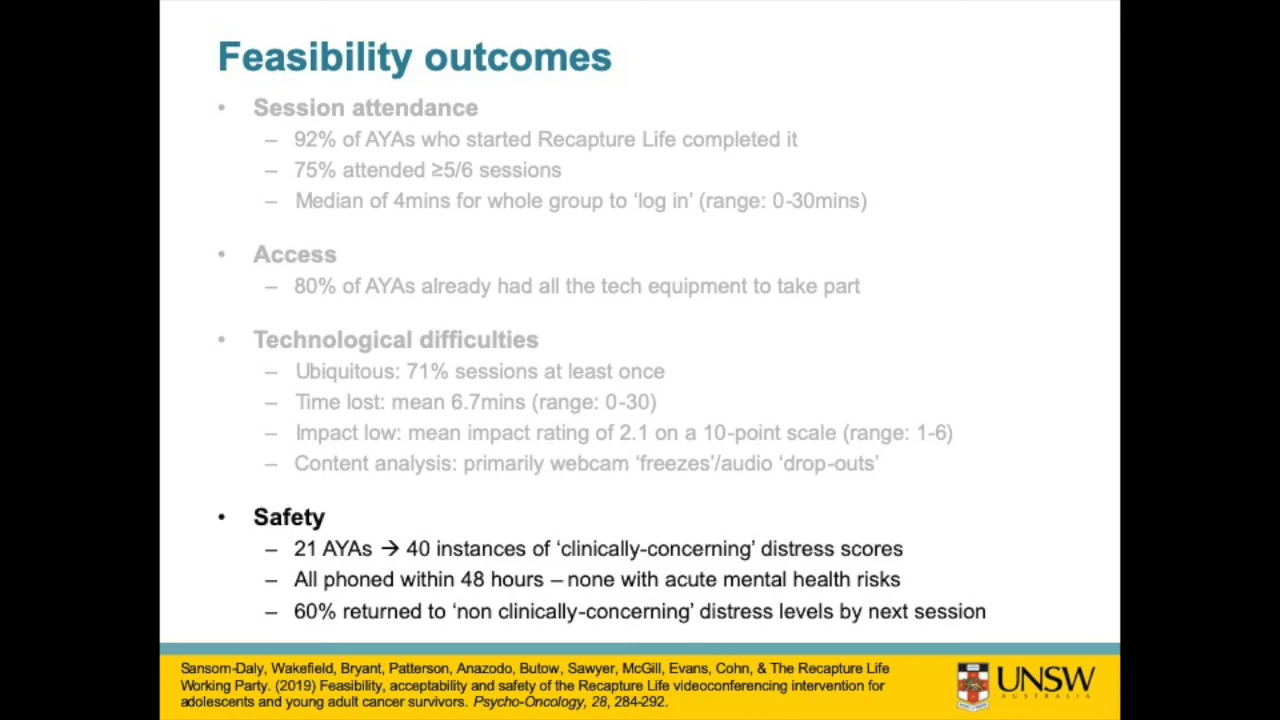 Feasibility outcomes
• Session attendance
– 92% of AYAs who started Recapture Life completed it
– 75% attended ≥5/6 sessions
– Median of 4mins for whole group to ‘log in’ (range: 0-30mins)
• Access
– 80% of AYAs already had all the tech equipment to take part
• Technological difficulties
– Ubiquitous: 71% sessions at least once
– Time lost: mean 6.7mins (range: 0-30)
– Impact low: mean impact rating of 2.1 on a 10-point scale (range: 1-6)
– Content analysis: primarily webcam ‘freezes’/audio ‘drop-outs’
• Safety
– 21 AYAs → 40 instances of ‘clinically-concerning’ distress scores
– All phoned within 48 hours – none with acute mental health risks
– 60% returned to ‘non clinically-concerning’ distress levels by next session
Sansom-Daly, Wakefield, Bryant, Patterson, Anazodo, Butow, Sawyer, McGill, Evans, Cohn, & The Recapture Life
Working Party. (2019) Feasibility, acceptability and safety of the Recapture Life videoconferencing intervention for
adolescents and young adult cancer survivors. Psycho-Oncology, 28, 284-292.
UNSW
AUSTRALIA